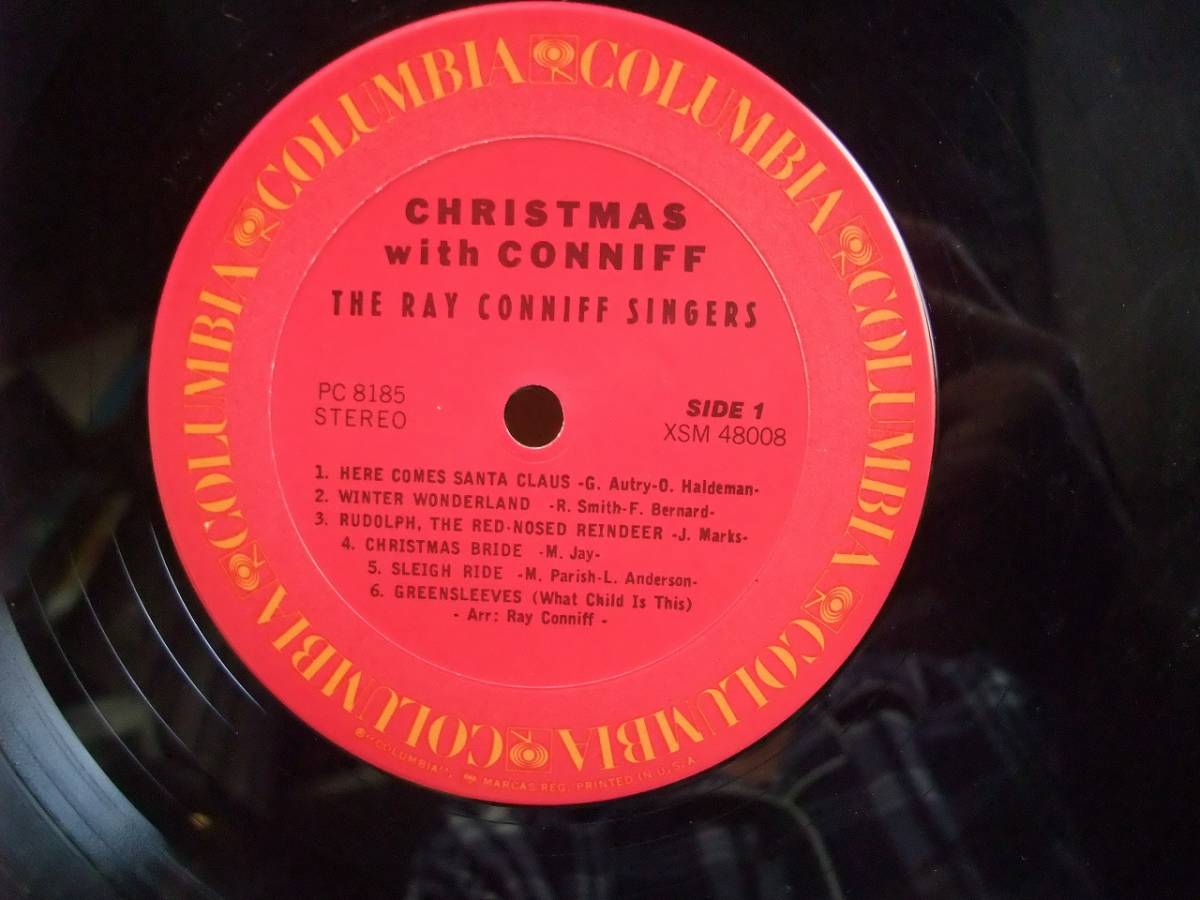 COLUMBIA COLUMBIA COLUMBIA COLUMBIA COLUMBIA COLUMBIA
CHRISTMAS
with CONNIFF
THE RAY CONNIFF SINGERS
PC 8185
STEREO
SIDE 1
XSM 48008
1. HERE COMES SANTA CLAUS -G. Autry-O. Haldeman-
2. WINTER WONDERLAND -R. Smith-F. Bernard-
3. RUDOLPH, THE RED-NOSED REINDEER -J. Marks-
4. CHRISTMAS BRIDE -M. Jay-
5. SLEIGH RIDE -M. Parish-L. Anderson-
6. GREENSLEEVES (What Child Is This)
- Arr: Ray Conniff -
® "COLUMBIA", MARCAS REG. PRINTED IN U.S.A.